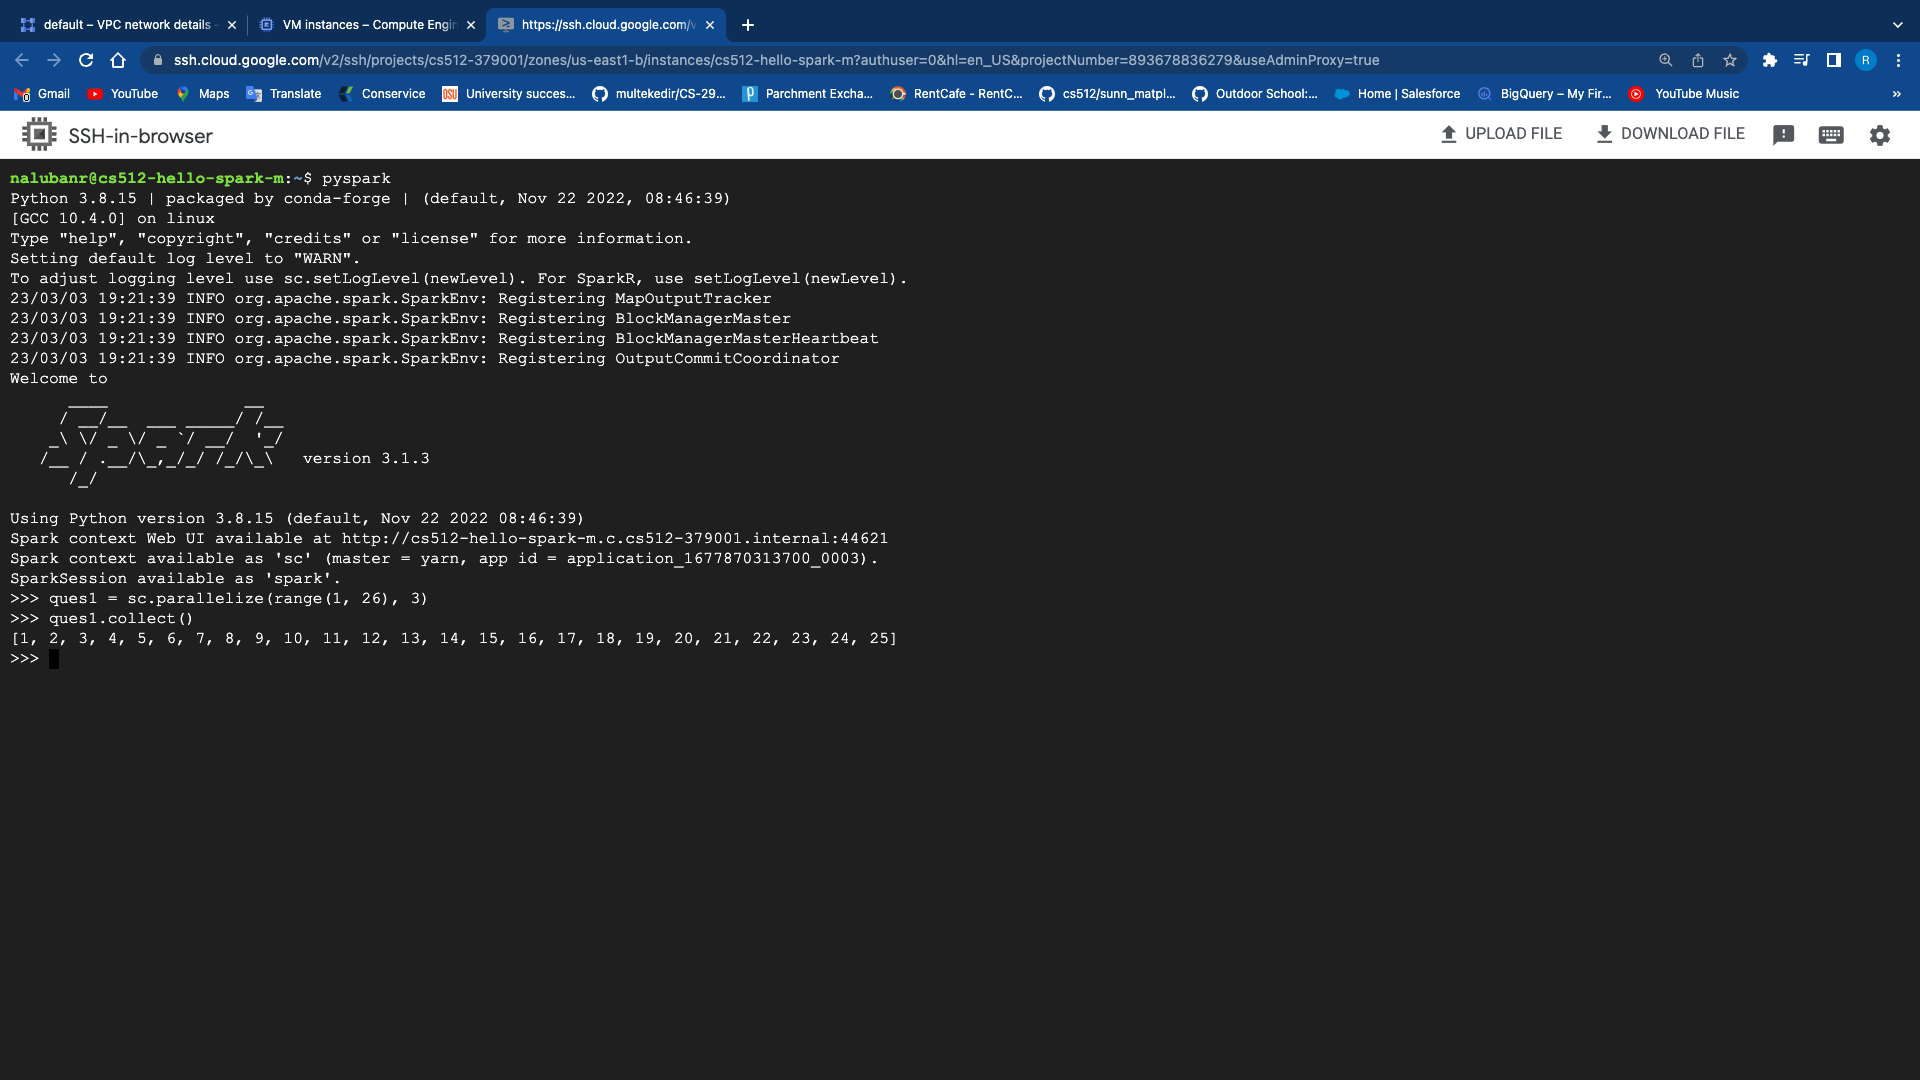 default – VPC network details -
VM instances – Compute Engin
https://ssh.cloud.google.com/v
ssh.cloud.google.com/v2/ssh/projects/cs512-379001/zones/us-east1-b/instances/cs512-hello-spark-m?authuser=0&hl=en_US&projectNumber=893678836279&useAdminProxy=true
R
Gmail YouTube Maps Translate Conservice University succes... multekedir/CS-29... Parchment Excha... RentCafe - RentC... cs512/sunn_matpl... Outdoor School:... Home | Salesforce BigQuery – My Fir... YouTube Music »
SSH-in-browser UPLOAD FILE DOWNLOAD FILE
nalubanr@cs512-hello-spark-m:~$ pyspark
Python 3.8.15 | packaged by conda-forge | (default, Nov 22 2022, 08:46:39)
[GCC 10.4.0] on linux
Type "help", "copyright", "credits" or "license" for more information.
Setting default log level to "WARN".
To adjust logging level use sc.setLogLevel(newLevel). For SparkR, use setLogLevel(newLevel).
23/03/03 19:21:39 INFO org.apache.spark.SparkEnv: Registering MapOutputTracker
23/03/03 19:21:39 INFO org.apache.spark.SparkEnv: Registering BlockManagerMaster
23/03/03 19:21:39 INFO org.apache.spark.SparkEnv: Registering BlockManagerMasterHeartbeat
23/03/03 19:21:39 INFO org.apache.spark.SparkEnv: Registering OutputCommitCoordinator
Welcome to
      ____              __
     / __/__  ___ _____/ /__
    _\ \/ _ \/ _ `/ __/  '_/
   /__ / .__/\_,_/_/ /_/\_\   version 3.1.3
      /_/
Using Python version 3.8.15 (default, Nov 22 2022 08:46:39)
Spark context Web UI available at http://cs512-hello-spark-m.c.cs512-379001.internal:44621
Spark context available as 'sc' (master = yarn, app id = application_1677870313700_0003).
SparkSession available as 'spark'.
>>> ques1 = sc.parallelize(range(1, 26), 3)
>>> ques1.collect()
[1, 2, 3, 4, 5, 6, 7, 8, 9, 10, 11, 12, 13, 14, 15, 16, 17, 18, 19, 20, 21, 22, 23, 24, 25]
>>>